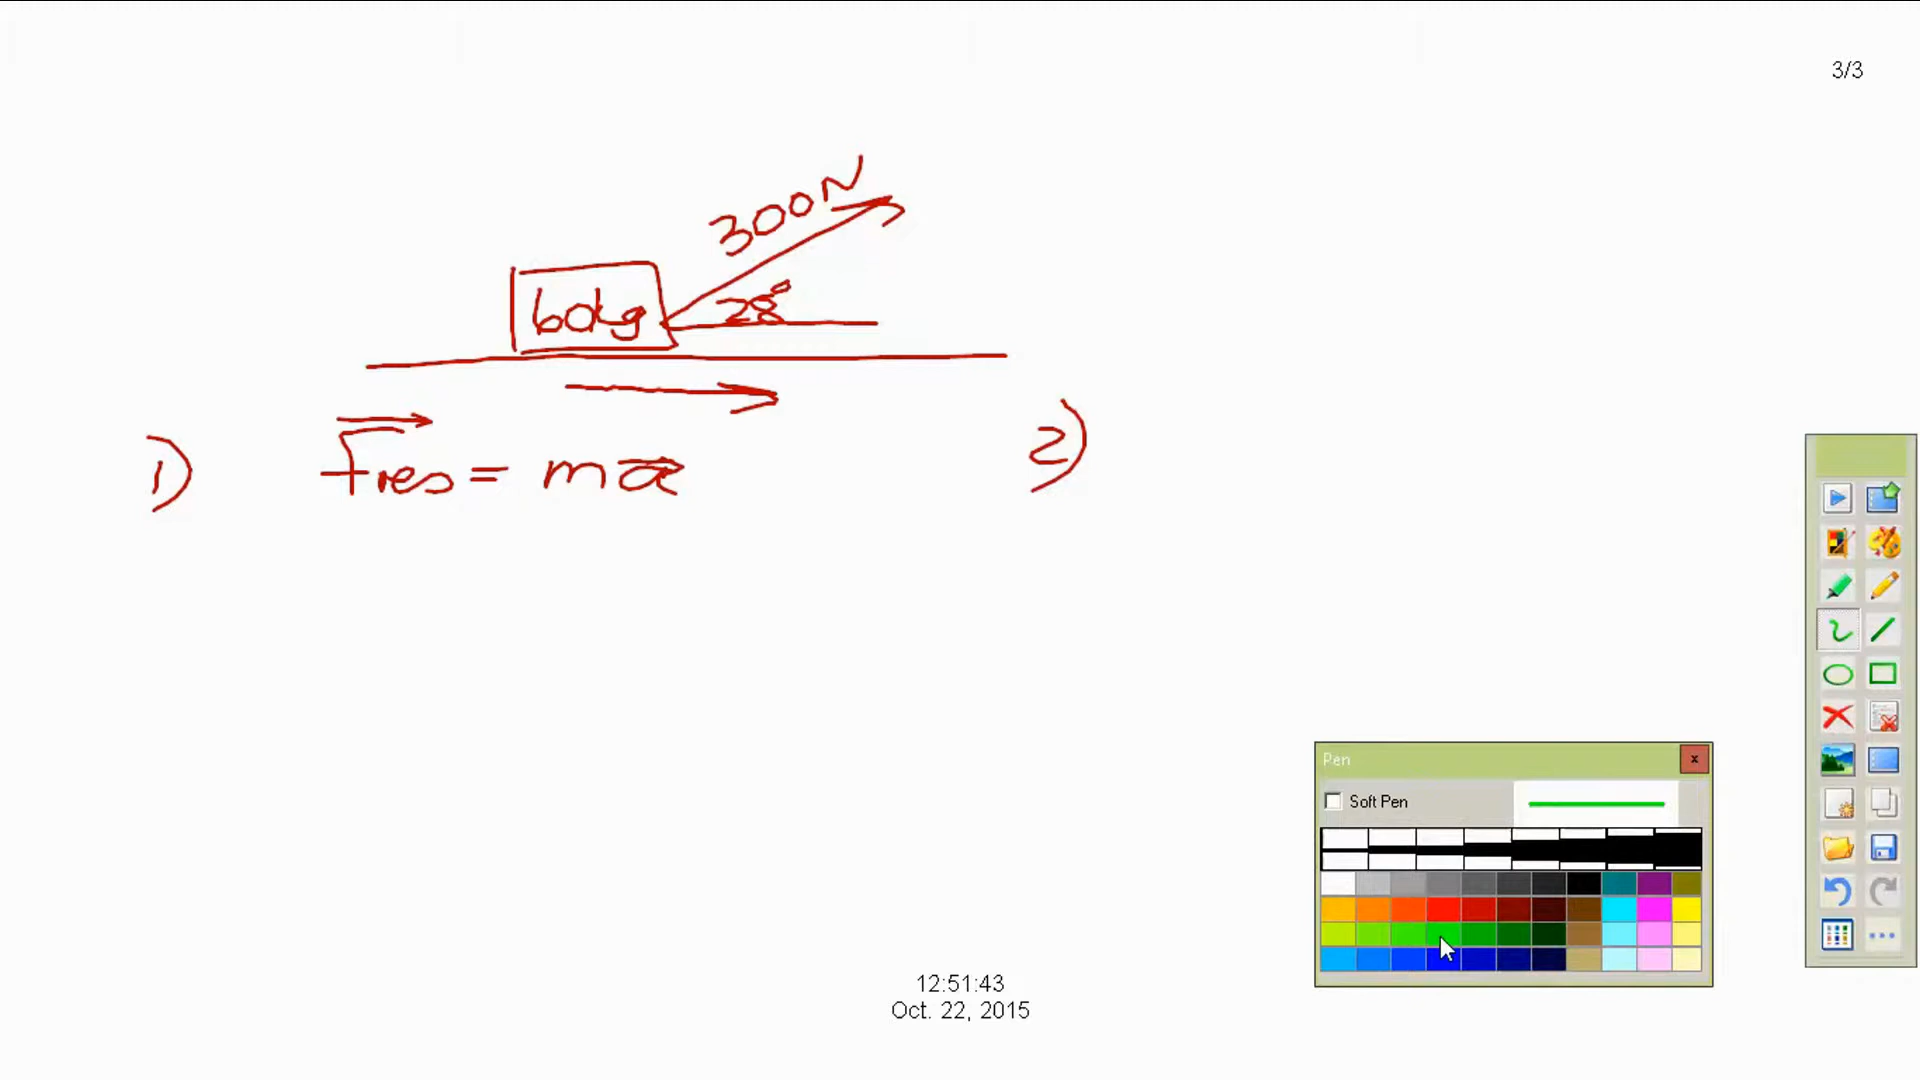 3/3
300N
60kg
28°
1) Fres = ma
2)
Pen
x
Soft Pen
12:51:43
Oct. 22, 2015